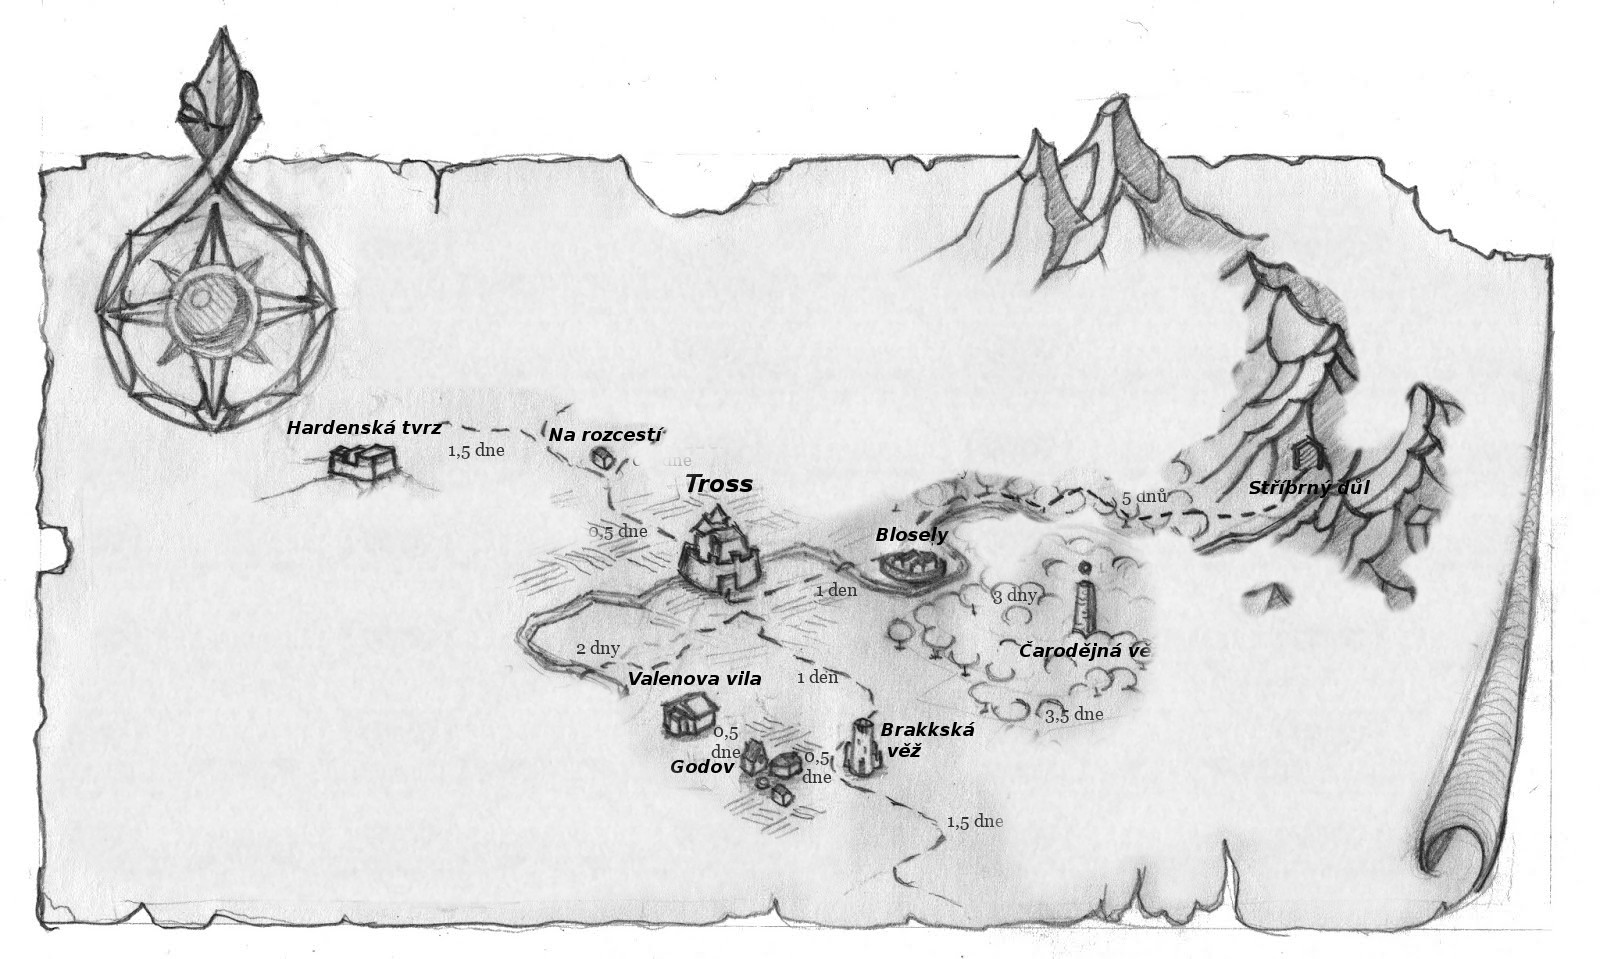 Hardenská tvrz
1,5 dne
Na rozcestí
dne
Tross
0,5 dne
5 dnů
Stříbrný důl
Blosely
1 den
3 dny
Čarodějná vě
2 dny
Valenova vila
1 den
3,5 dne
0,5
dne
Godov
0,5
dne
Brakkská
věž
1,5 dne